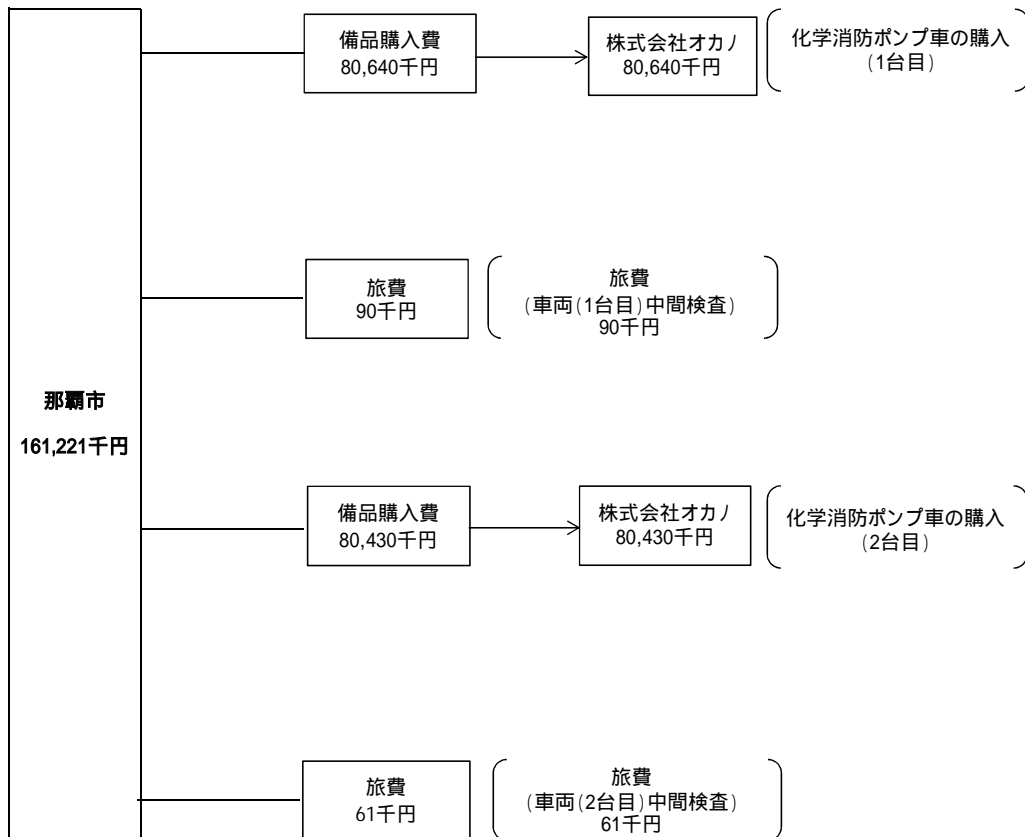 備品購入費
80,640千円
株式会社オカノ
80,640千円
化学消防ポンプ車の購入
(1台目)
旅費
90千円
旅費
(車両(1台目)中間検査)
90千円
那覇市
161,221千円
備品購入費
80,430千円
株式会社オカノ
80,430千円
化学消防ポンプ車の購入
(2台目)
旅費
61千円
旅費
(車両(2台目)中間検査)
61千円